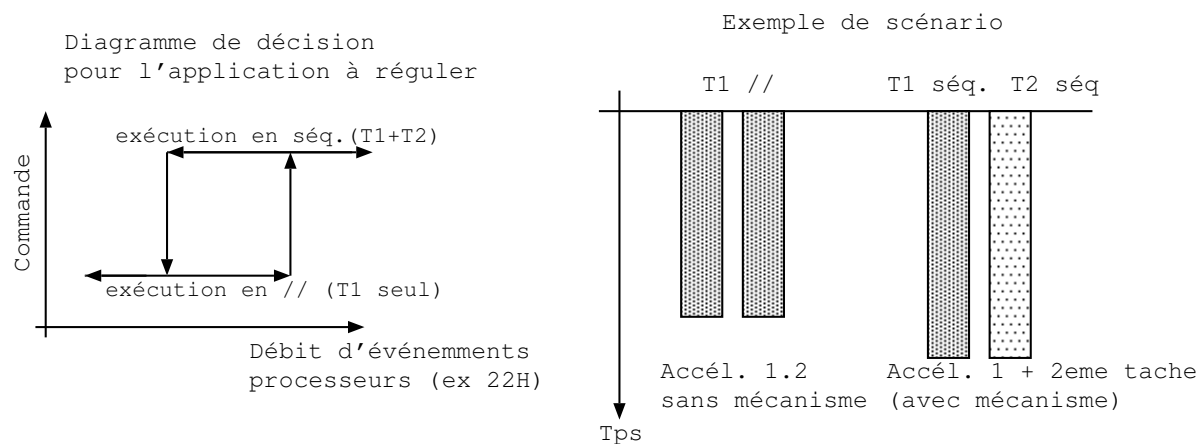 Diagramme de décision
pour l'application à réguler
exécution en séq.(T1+T2)
Commande
exécution en // (T1 seul)
Débit d'événemments
processeurs (ex 22H)
Exemple de scénario
T1 //
T1 séq. T2 séq
Accél. 1.2
sans mécanisme
Accél. 1 + 2eme tache
(avec mécanisme)
Tps